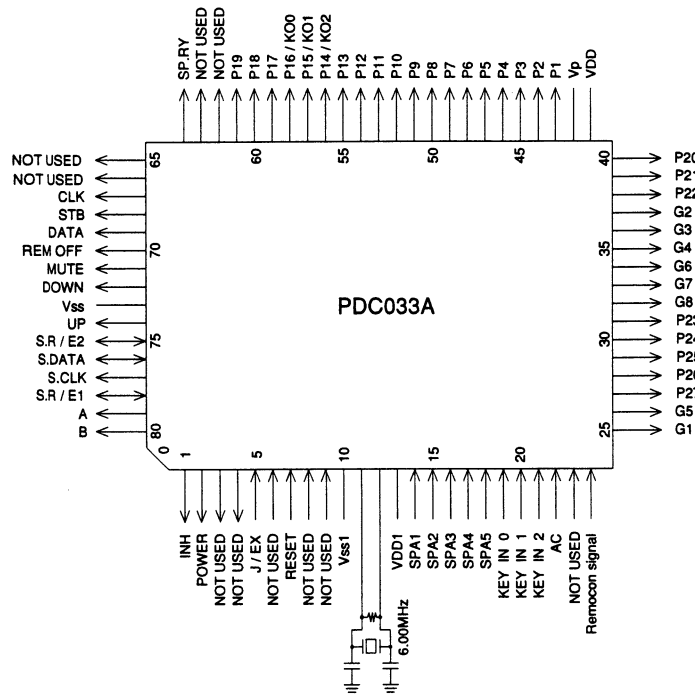 SP.RY
NOT USED
NOT USED
P19
P18
P17
P16 / KO0
P15 / KO1
P14 / KO2
P13
P12
P11
P10
P9
P8
P7
P6
P5
P4
P3
P2
P1
Vp
VDD
65
60
55
50
45
40
NOT USED
NOT USED
CLK
STB
DATA
REM OFF
MUTE
DOWN
Vss
UP
S.R / E2
S.DATA
S.CLK
S.R / E1
A
B
70
75
80
PDC033A
35
30
25
P20
P21
P22
G2
G3
G4
G6
G7
G8
P23
P24
P25
P26
P27
G5
G1
0
1
5
10
15
20
INH
POWER
NOT USED
NOT USED
J / EX
NOT USED
RESET
NOT USED
NOT USED
Vss1
6.00MHz
VDD1
SPA1
SPA2
SPA3
SPA4
SPA5
KEY IN 0
KEY IN 1
KEY IN 2
AC
NOT USED
Remocon signal